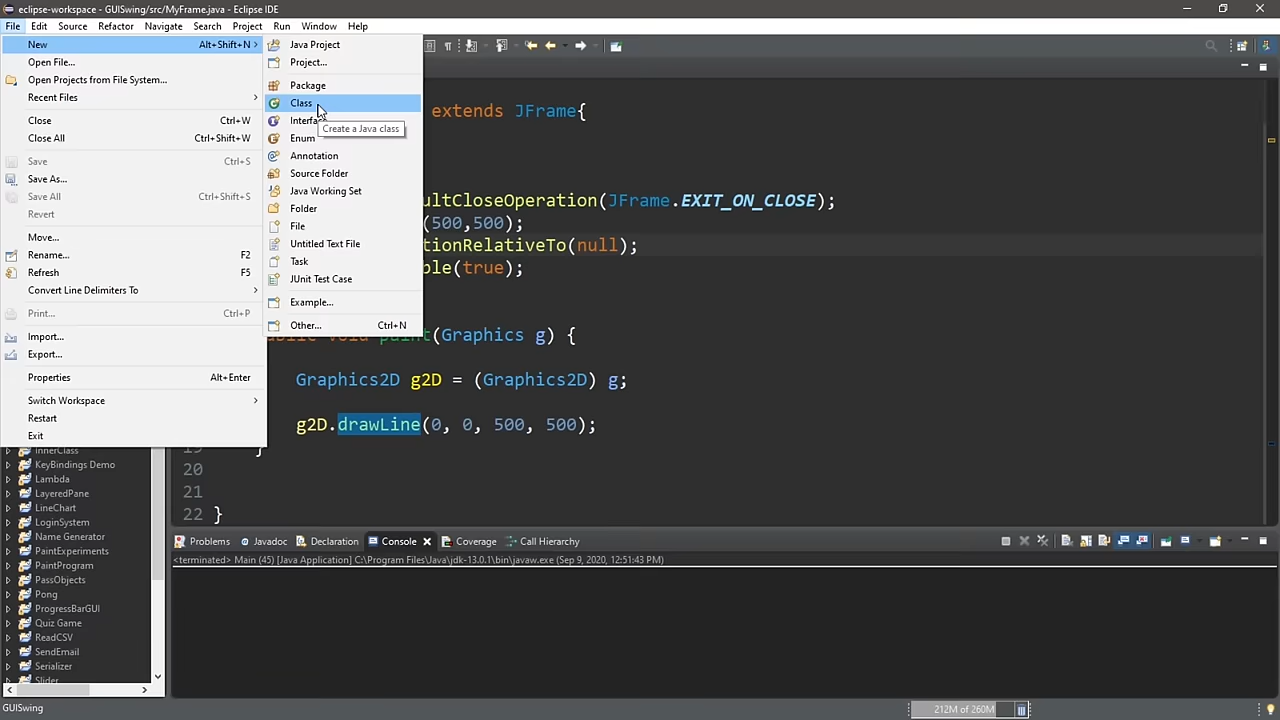 eclipse-workspace - GUISwing/src/MyFrame.java - Eclipse IDE
File Edit Source Refactor Navigate Search Project Run Window Help
New Alt+Shift+N
Open File...
Open Projects from File System...
Recent Files
Close Ctrl+W
Close All Ctrl+Shift+W
Save Ctrl+S
Save As...
Save All Ctrl+Shift+S
Revert
Move...
Rename... F2
Refresh F5
Convert Line Delimiters To
Print... Ctrl+P
Import...
Export...
Properties Alt+Enter
Switch Workspace
Restart
Exit
Java Project
Project...
Package
Class
Create a Java class
Enum
Annotation
Source Folder
Java Working Set
Folder
File
Untitled Text File
Task
JUnit Test Case
Example...
Other... Ctrl+N
extends JFrame{
ultCloseOperation(JFrame.EXIT_ON_CLOSE);
(500,500);
tionRelativeTo(null);
ble(true);
void paint(Graphics g) {
Graphics2D g2D = (Graphics2D) g;
g2D.drawLine(0, 0, 500, 500);
19 }
20
21
22 }
InnerClass
KeyBindings Demo
Lambda
LayeredPane
LineChart
LoginSystem
Name Generator
PaintExperiments
PaintProgram
PassObjects
Pong
ProgressBarGUI
Quiz Game
ReadCSV
SendEmail
Serializer
Slider
Problems Javadoc Declaration Console Coverage Call Hierarchy
<terminated> Main (45) [Java Application] C:\Program Files\Java\jdk-13.0.1\bin\javaw.exe (Sep 9, 2020, 12:51:43 PM)
GUISwing
212M of 260M